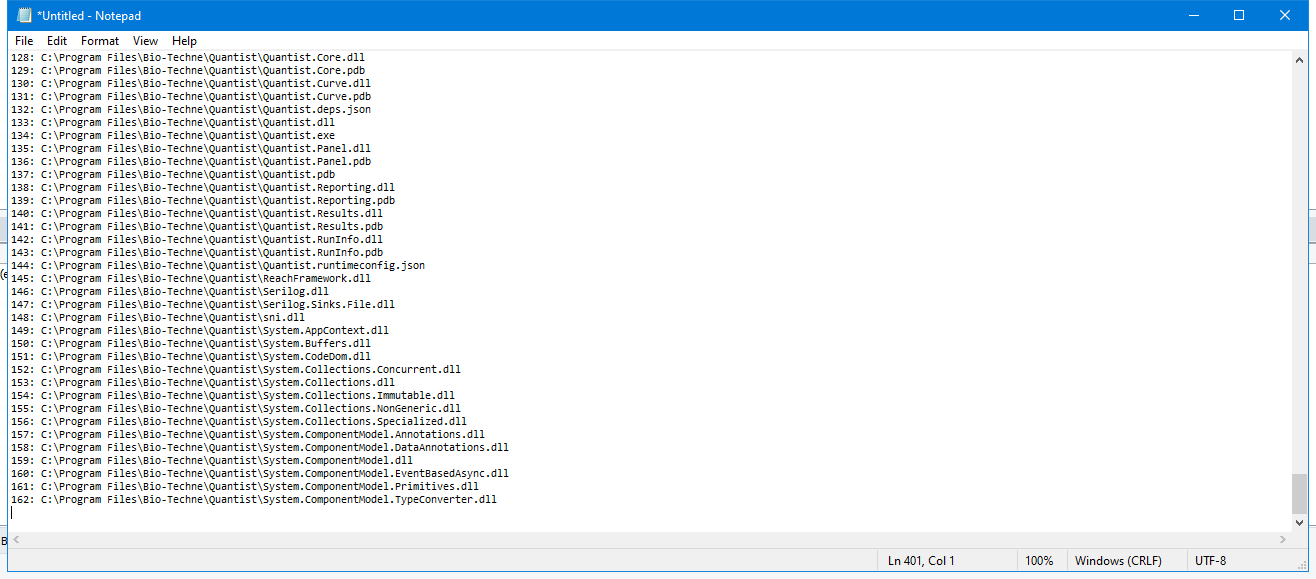 *Untitled - Notepad
File Edit Format View Help
128: C:\Program Files\Bio-Techne\Quantist\Quantist.Core.dll
129: C:\Program Files\Bio-Techne\Quantist\Quantist.Core.pdb
130: C:\Program Files\Bio-Techne\Quantist\Quantist.Curve.dll
131: C:\Program Files\Bio-Techne\Quantist\Quantist.Curve.pdb
132: C:\Program Files\Bio-Techne\Quantist\Quantist.deps.json
133: C:\Program Files\Bio-Techne\Quantist\Quantist.dll
134: C:\Program Files\Bio-Techne\Quantist\Quantist.exe
135: C:\Program Files\Bio-Techne\Quantist\Quantist.Panel.dll
136: C:\Program Files\Bio-Techne\Quantist\Quantist.Panel.pdb
137: C:\Program Files\Bio-Techne\Quantist\Quantist.pdb
138: C:\Program Files\Bio-Techne\Quantist\Quantist.Reporting.dll
139: C:\Program Files\Bio-Techne\Quantist\Quantist.Reporting.pdb
140: C:\Program Files\Bio-Techne\Quantist\Quantist.Results.dll
141: C:\Program Files\Bio-Techne\Quantist\Quantist.Results.pdb
142: C:\Program Files\Bio-Techne\Quantist\Quantist.RunInfo.dll
143: C:\Program Files\Bio-Techne\Quantist\Quantist.RunInfo.pdb
144: C:\Program Files\Bio-Techne\Quantist\Quantist.runtimeconfig.json
145: C:\Program Files\Bio-Techne\Quantist\ReachFramework.dll
146: C:\Program Files\Bio-Techne\Quantist\Serilog.dll
147: C:\Program Files\Bio-Techne\Quantist\Serilog.Sinks.File.dll
148: C:\Program Files\Bio-Techne\Quantist\sni.dll
149: C:\Program Files\Bio-Techne\Quantist\System.AppContext.dll
150: C:\Program Files\Bio-Techne\Quantist\System.Buffers.dll
151: C:\Program Files\Bio-Techne\Quantist\System.CodeDom.dll
152: C:\Program Files\Bio-Techne\Quantist\System.Collections.Concurrent.dll
153: C:\Program Files\Bio-Techne\Quantist\System.Collections.dll
154: C:\Program Files\Bio-Techne\Quantist\System.Collections.Immutable.dll
155: C:\Program Files\Bio-Techne\Quantist\System.Collections.NonGeneric.dll
156: C:\Program Files\Bio-Techne\Quantist\System.Collections.Specialized.dll
157: C:\Program Files\Bio-Techne\Quantist\System.ComponentModel.Annotations.dll
158: C:\Program Files\Bio-Techne\Quantist\System.ComponentModel.DataAnnotations.dll
159: C:\Program Files\Bio-Techne\Quantist\System.ComponentModel.dll
160: C:\Program Files\Bio-Techne\Quantist\System.ComponentModel.EventBasedAsync.dll
161: C:\Program Files\Bio-Techne\Quantist\System.ComponentModel.Primitives.dll
162: C:\Program Files\Bio-Techne\Quantist\System.ComponentModel.TypeConverter.dll
Ln 401, Col 1 100% Windows (CRLF) UTF-8